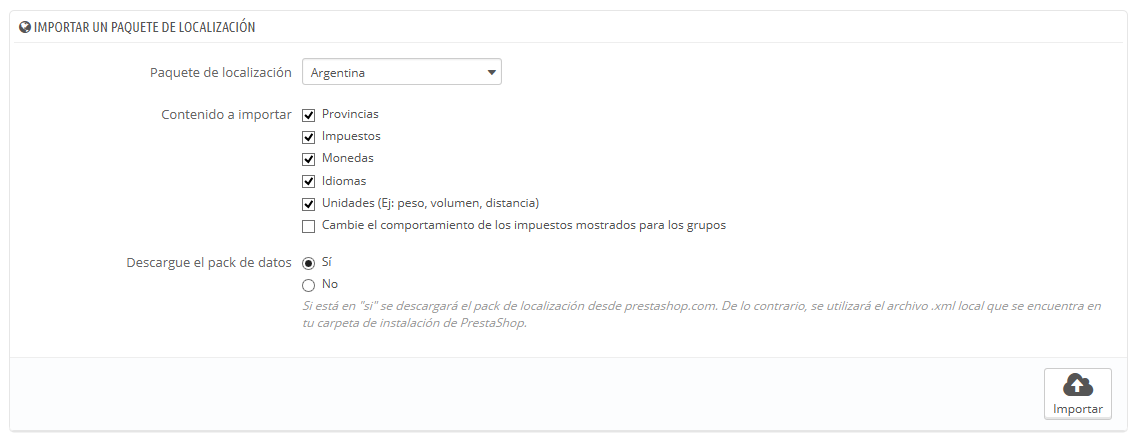 IMPORTAR UN PAQUETE DE LOCALIZACIÓN
Paquete de localización
Argentina
Contenido a importar
Provincias
Impuestos
Monedas
Idiomas
Unidades (Ej: peso, volumen, distancia)
Cambie el comportamiento de los impuestos mostrados para los grupos
Descargue el pack de datos
Sí
No
Si está en "si" se descargará el pack de localización desde prestashop.com. De lo contrario, se utilizará el archivo .xml local que se encuentra en
tu carpeta de instalación de PrestaShop.
Importar